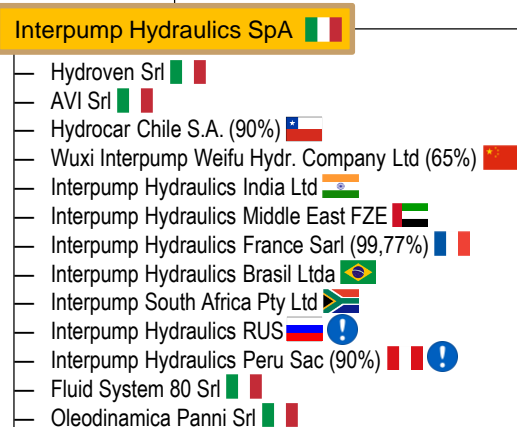 Interpump Hydraulics SpA
Hydroven Srl
AVI Srl
Hydrocar Chile S.A. (90%)
Wuxi Interpump Weifu Hydr. Company Ltd (65%)
Interpump Hydraulics India Ltd
Interpump Hydraulics Middle East FZE
Interpump Hydraulics France Sarl (99,77%)
Interpump Hydraulics Brasil Ltda
Interpump South Africa Pty Ltd
Interpump Hydraulics RUS !
Interpump Hydraulics Peru Sac (90%) !
Fluid System 80 Srl
Oleodinamica Panni Srl